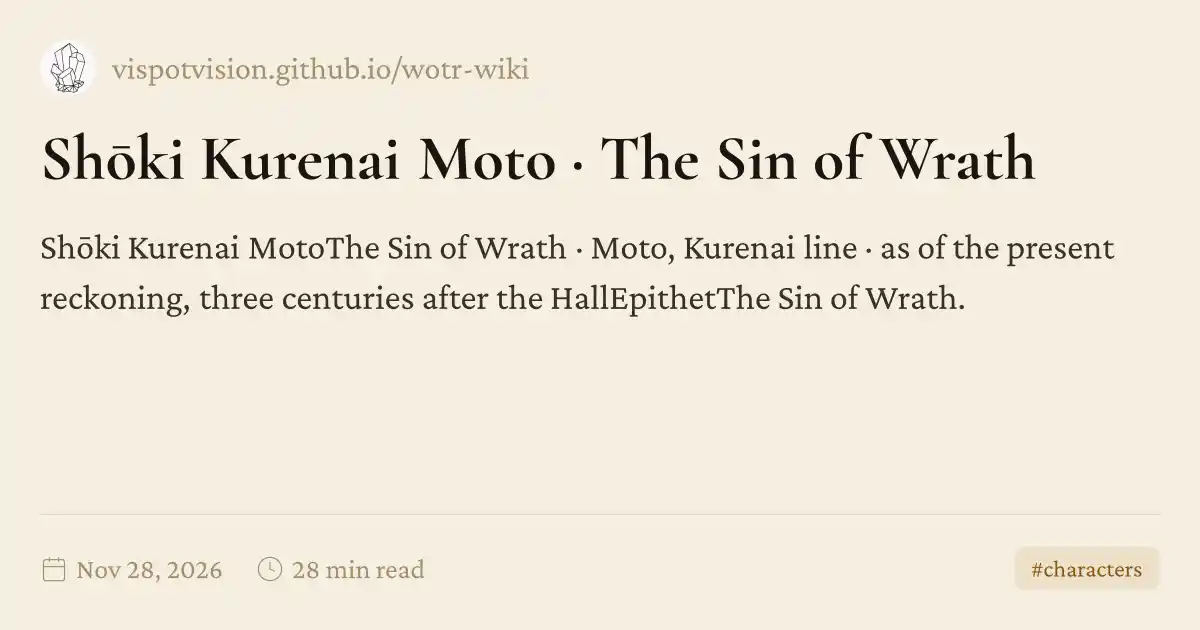 vispotvision.github.io/wotr-wiki
Shōki Kurenai Moto · The Sin of Wrath
Shōki Kurenai MotoThe Sin of Wrath · Moto, Kurenai line · as of the present
reckoning, three centuries after the HallEpithetThe Sin of Wrath.
Nov 28, 2026
28 min read
#characters